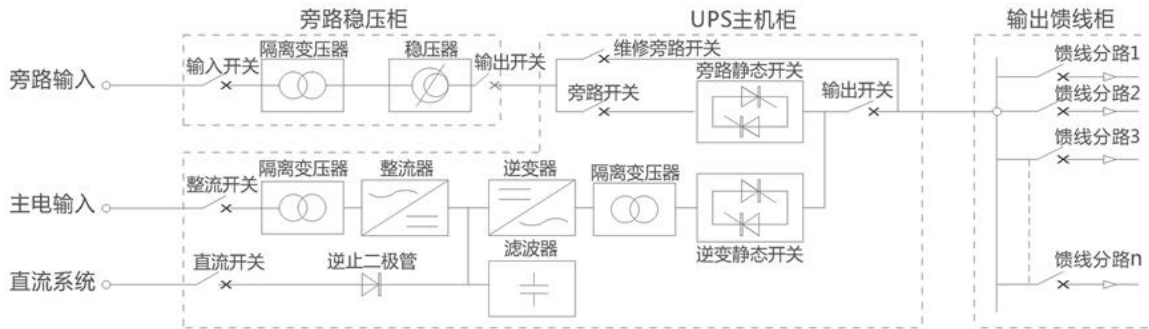 旁路稳压柜
UPS主机柜
输出馈线柜
旁路输入
输入开关
隔离变压器
稳压器
输出开关
维修旁路开关
旁路开关
旁路静态开关
输出开关
馈线分路1
馈线分路2
馈线分路3
馈线分路n
主电输入
整流开关
隔离变压器
整流器
逆变器
隔离变压器
逆变静态开关
直流系统
直流开关
逆止二极管
滤波器